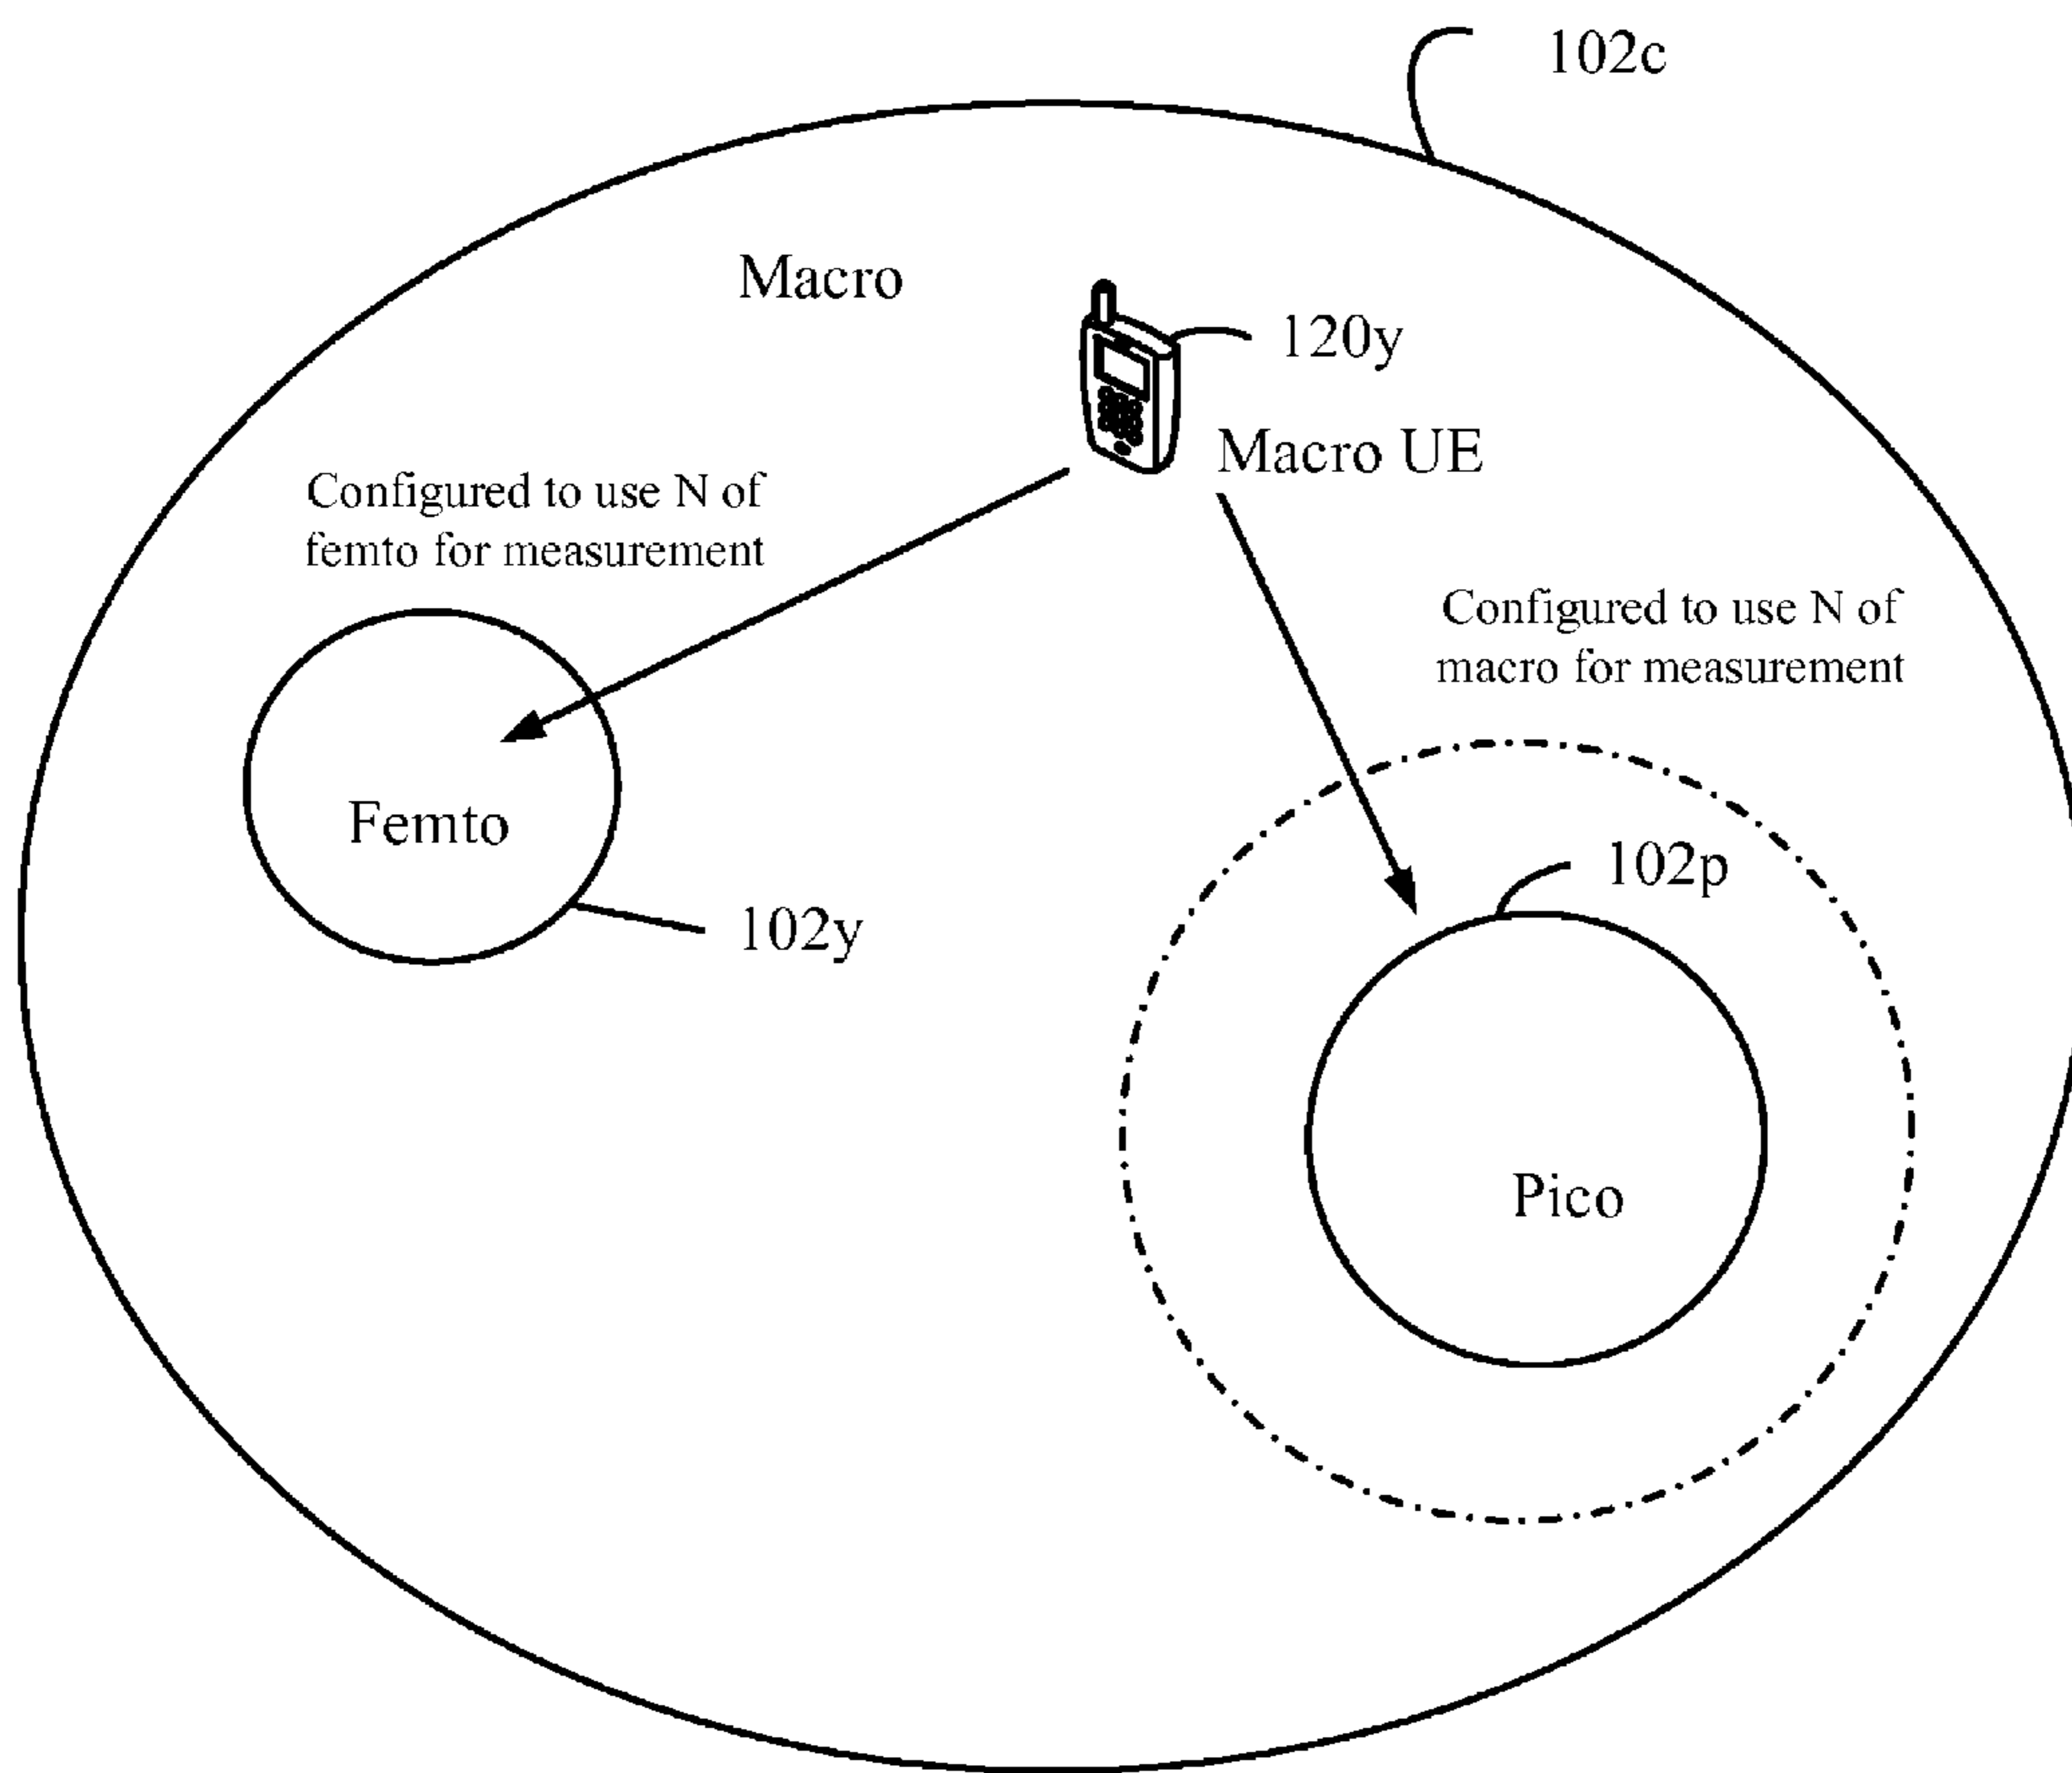 102c
Macro
120y
Macro UE
Configured to use N of
femto for measurement
Configured to use N of
macro for measurement
Femto
102y
102p
Pico